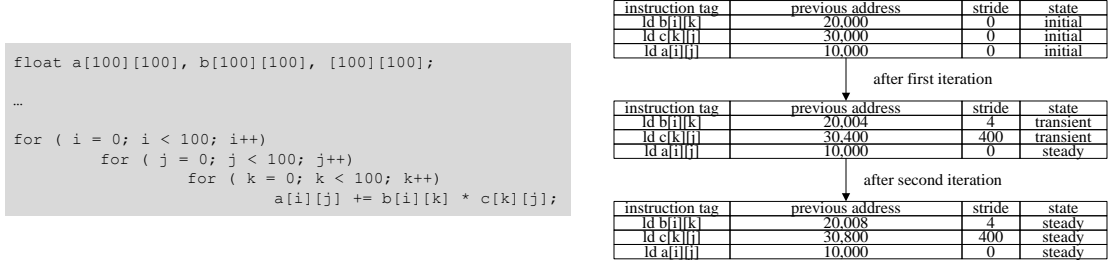 float a[100][100], b[100][100], [100][100];
…
for ( i = 0; i < 100; i++)
for ( j = 0; j < 100; j++)
for ( k = 0; k < 100; k++)
a[i][j] += b[i][k] * c[k][j];
instruction tag previous address stride state
ld b[i][k] 20,000 0 initial
ld c[k][j] 30,000 0 initial
ld a[i][j] 10,000 0 initial
after first iteration
instruction tag previous address stride state
ld b[i][k] 20,004 4 transient
ld c[k][j] 30,400 400 transient
ld a[i][j] 10,000 0 steady
after second iteration
instruction tag previous address stride state
ld b[i][k] 20,008 4 steady
ld c[k][j] 30,800 400 steady
ld a[i][j] 10,000 0 steady